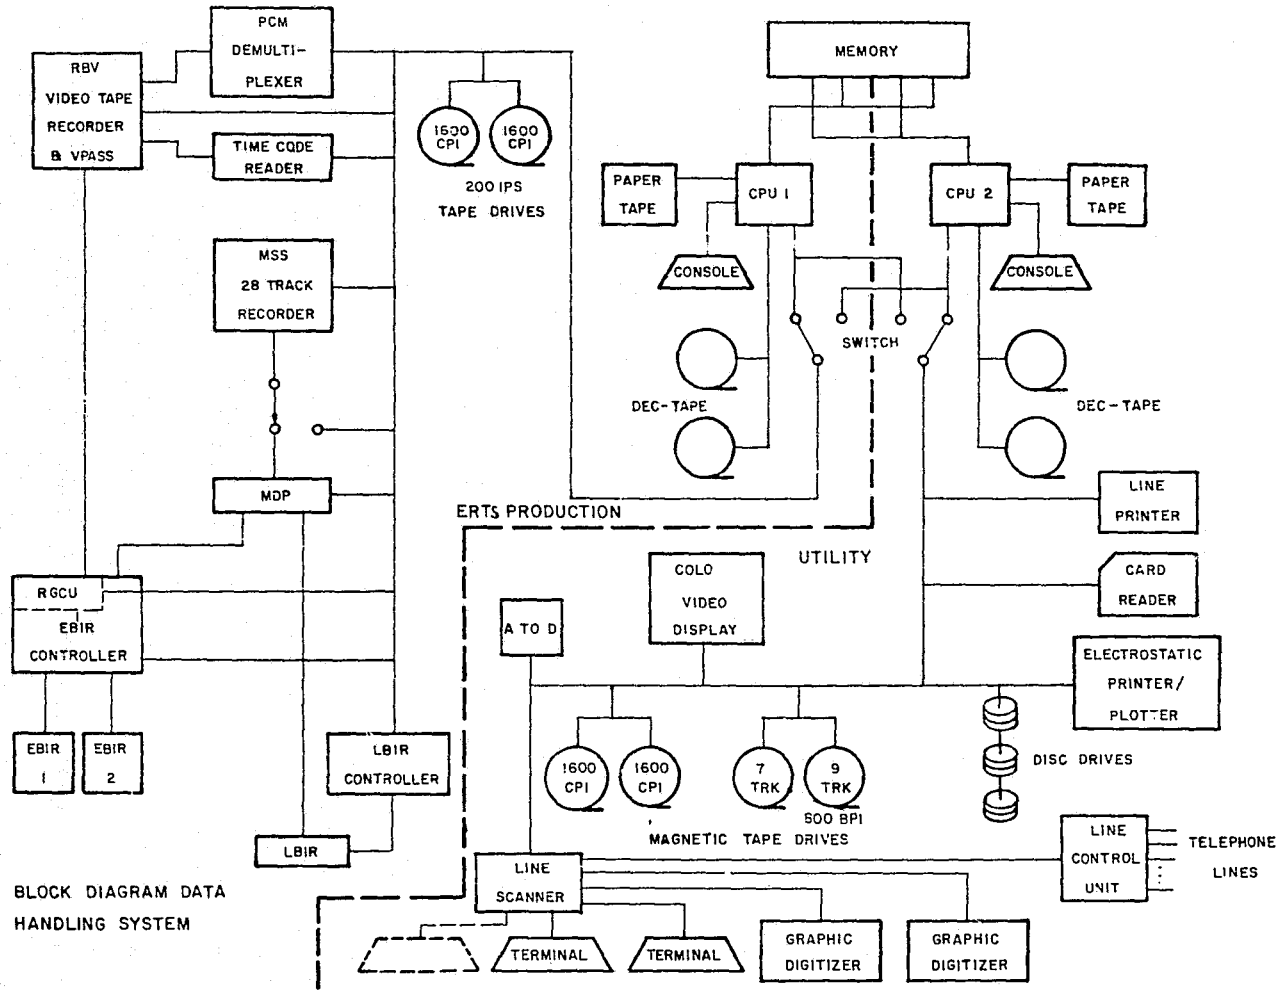 PCM
DEMULTI-
PLEXER
RBV
VIDEO TAPE
RECORDER
& VPASS
TIME CODE
READER
1600
CPI
1600
CPI
200 IPS
TAPE DRIVES
MEMORY
PAPER
TAPE
CPU 1
CPU 2
PAPER
TAPE
CONSOLE
CONSOLE
MSS
28 TRACK
RECORDER
SWITCH
DEC-TAPE
DEC-TAPE
MDP
LINE
PRINTER
ERTS PRODUCTION
UTILITY
CARD
READER
RGCU
EBIR
CONTROLLER
A TO D
COLO
VIDEO
DISPLAY
ELECTROSTATIC
PRINTER/
PLOTTER
EBIR
1
EBIR
2
LBIR
CONTROLLER
1600
CPI
1600
CPI
7
TRK
9
TRK
DISC DRIVES
MAGNETIC TAPE DRIVES
LBIR
LINE
SCANNER
LINE
CONTROL
UNIT
TELEPHONE
LINES
BLOCK DIAGRAM DATA
HANDLING SYSTEM
TERMINAL
TERMINAL
GRAPHIC
DIGITIZER
GRAPHIC
DIGITIZER